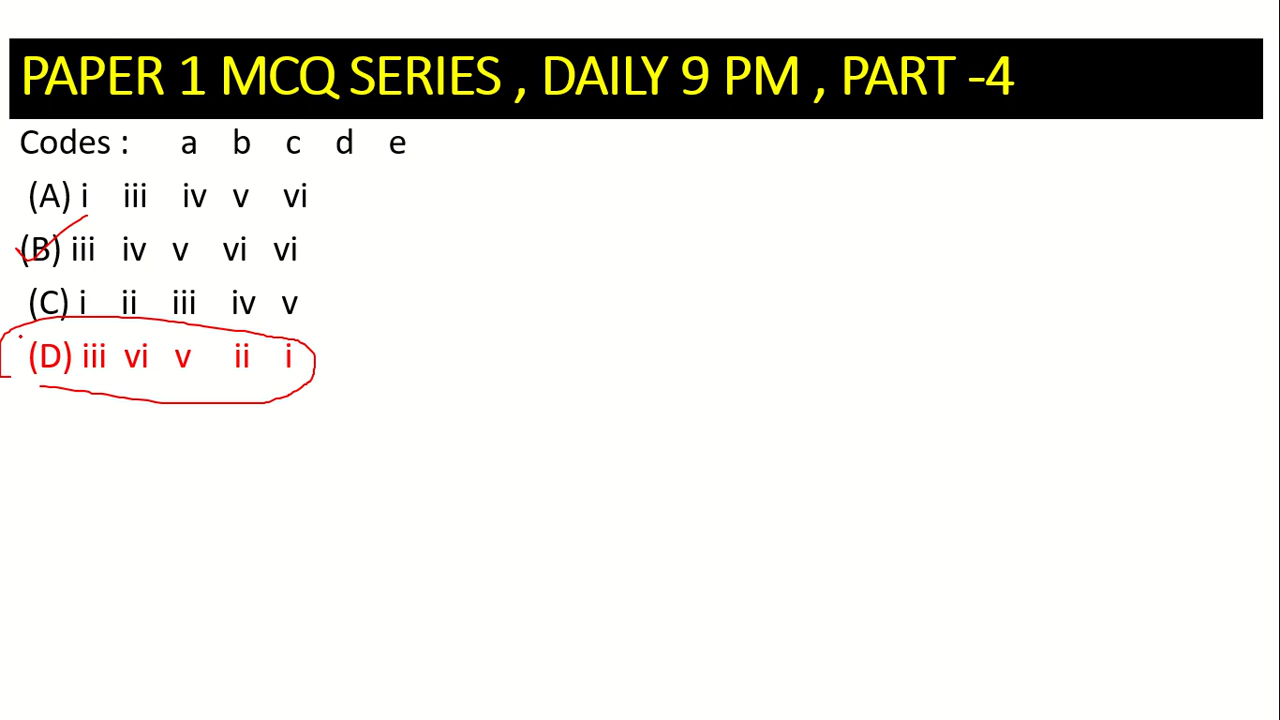 PAPER 1 MCQ SERIES , DAILY 9 PM , PART -4
Codes : a b c d e
(A) i iii iv v vi
(B) iii iv v vi vi
(C) i ii iii iv v
(D) iii vi v ii i